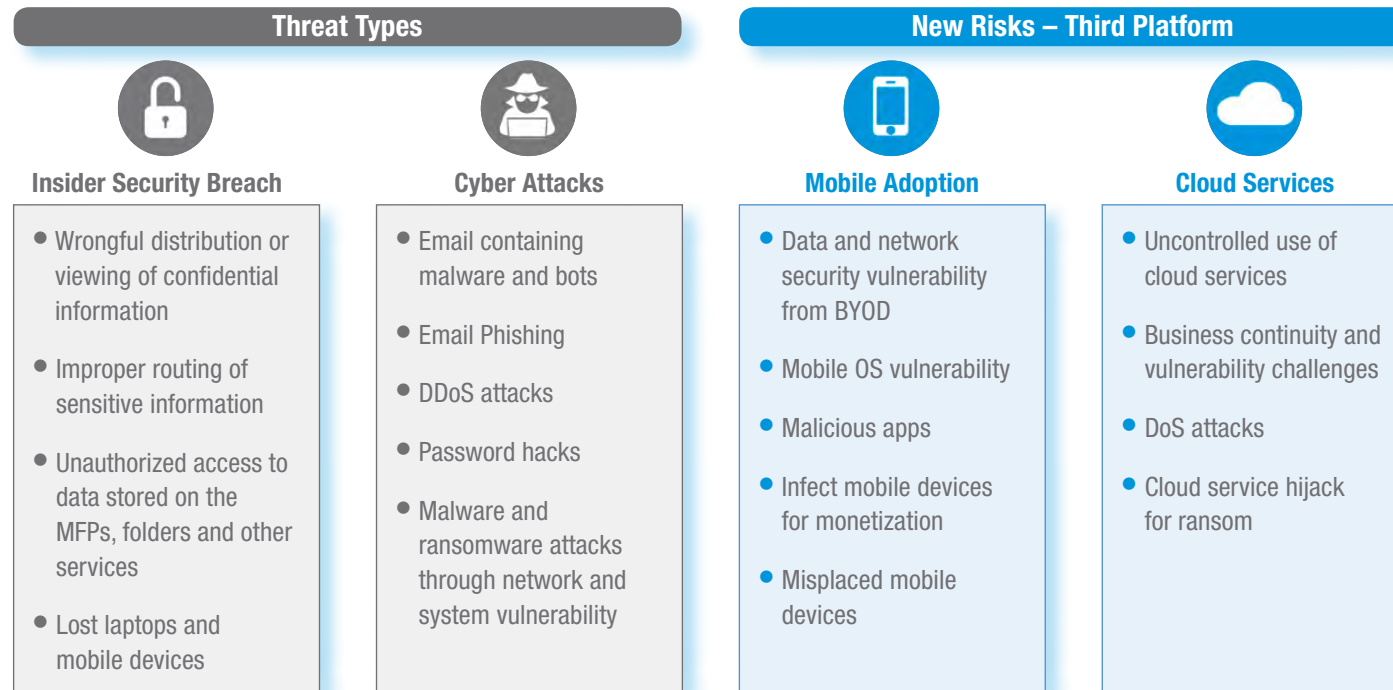 Threat Types
Insider Security Breach
• Wrongful distribution or
viewing of confidential
information
• Improper routing of
sensitive information
• Unauthorized access to
data stored on the
MFPs, folders and other
services
• Lost laptops and
mobile devices
Cyber Attacks
• Email containing
malware and bots
• Email Phishing
• DDoS attacks
• Password hacks
• Malware and
ransomware attacks
through network and
system vulnerability
New Risks – Third Platform
Mobile Adoption
• Data and network
security vulnerability
from BYOD
• Mobile OS vulnerability
• Malicious apps
• Infect mobile devices
for monetization
• Misplaced mobile
devices
Cloud Services
• Uncontrolled use of
cloud services
• Business continuity and
vulnerability challenges
• DoS attacks
• Cloud service hijack
for ransom